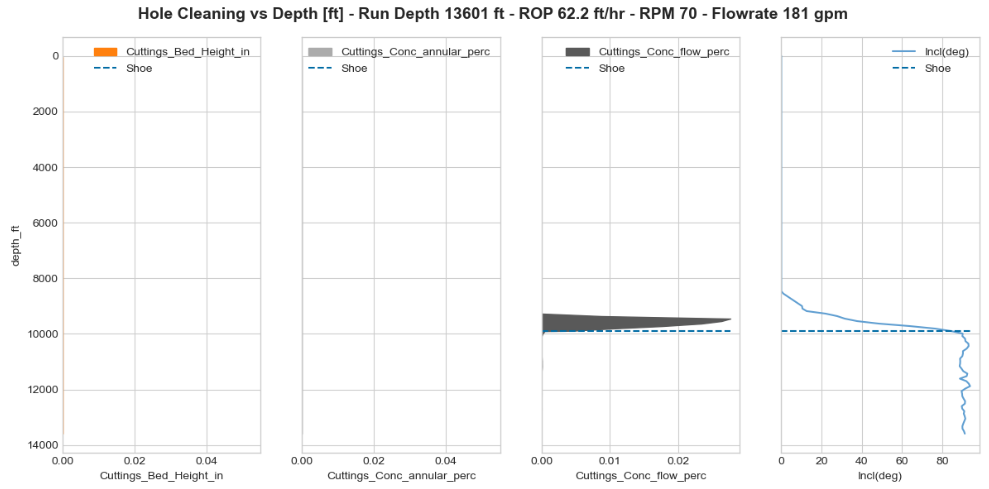 Hole Cleaning vs Depth [ft] - Run Depth 13601 ft - ROP 62.2 ft/hr - RPM 70 - Flowrate 181 gpm
Cuttings_Bed_Height_in
Shoe
Cuttings_Conc_annular_perc
Shoe
Cuttings_Conc_flow_perc
Shoe
Incl(deg)
Shoe
depth_ft
0
2000
4000
6000
8000
10000
12000
14000
0.00 0.02 0.04
Cuttings_Bed_Height_in
0.00 0.02 0.04
Cuttings_Conc_annular_perc
0.00 0.02
Cuttings_Conc_flow_perc
0 20 40 60 80
Incl(deg)